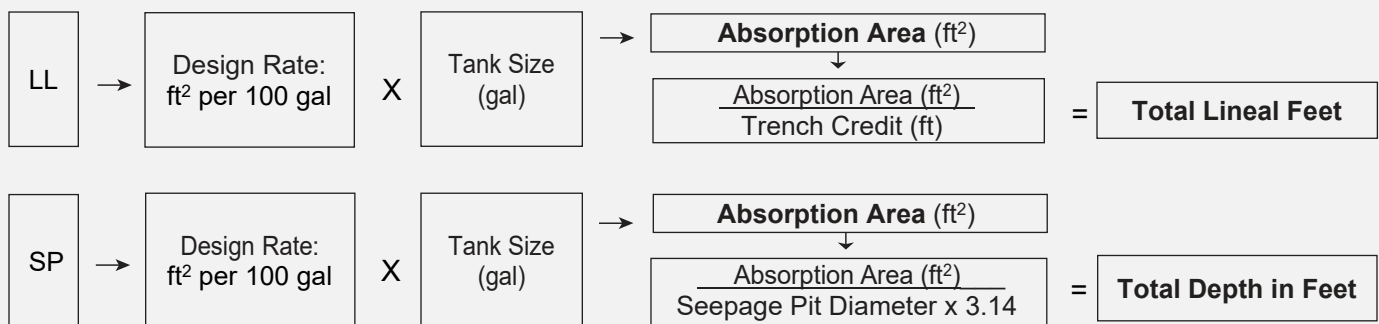 LL → Design Rate:
ft² per 100 gal
X
Tank Size
(gal)
→
Absorption Area (ft²)
↓
Absorption Area (ft²)
Trench Credit (ft)
=
Total Lineal Feet
SP → Design Rate:
ft² per 100 gal
X
Tank Size
(gal)
→
Absorption Area (ft²)
↓
Absorption Area (ft²)
Seepage Pit Diameter x 3.14
=
Total Depth in Feet